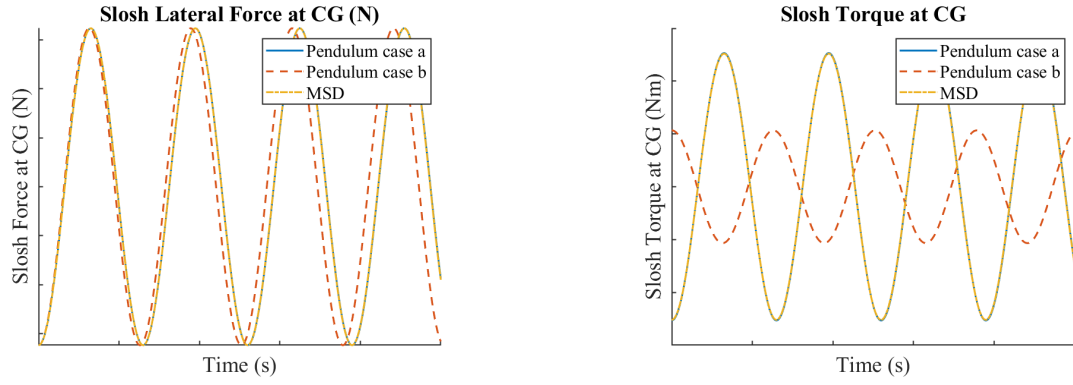 Slosh Lateral Force at CG (N)
Slosh Force at CG (N)
Pendulum case a
Pendulum case b
MSD
Time (s)
Slosh Torque at CG
Slosh Torque at CG (Nm)
Pendulum case a
Pendulum case b
MSD
Time (s)